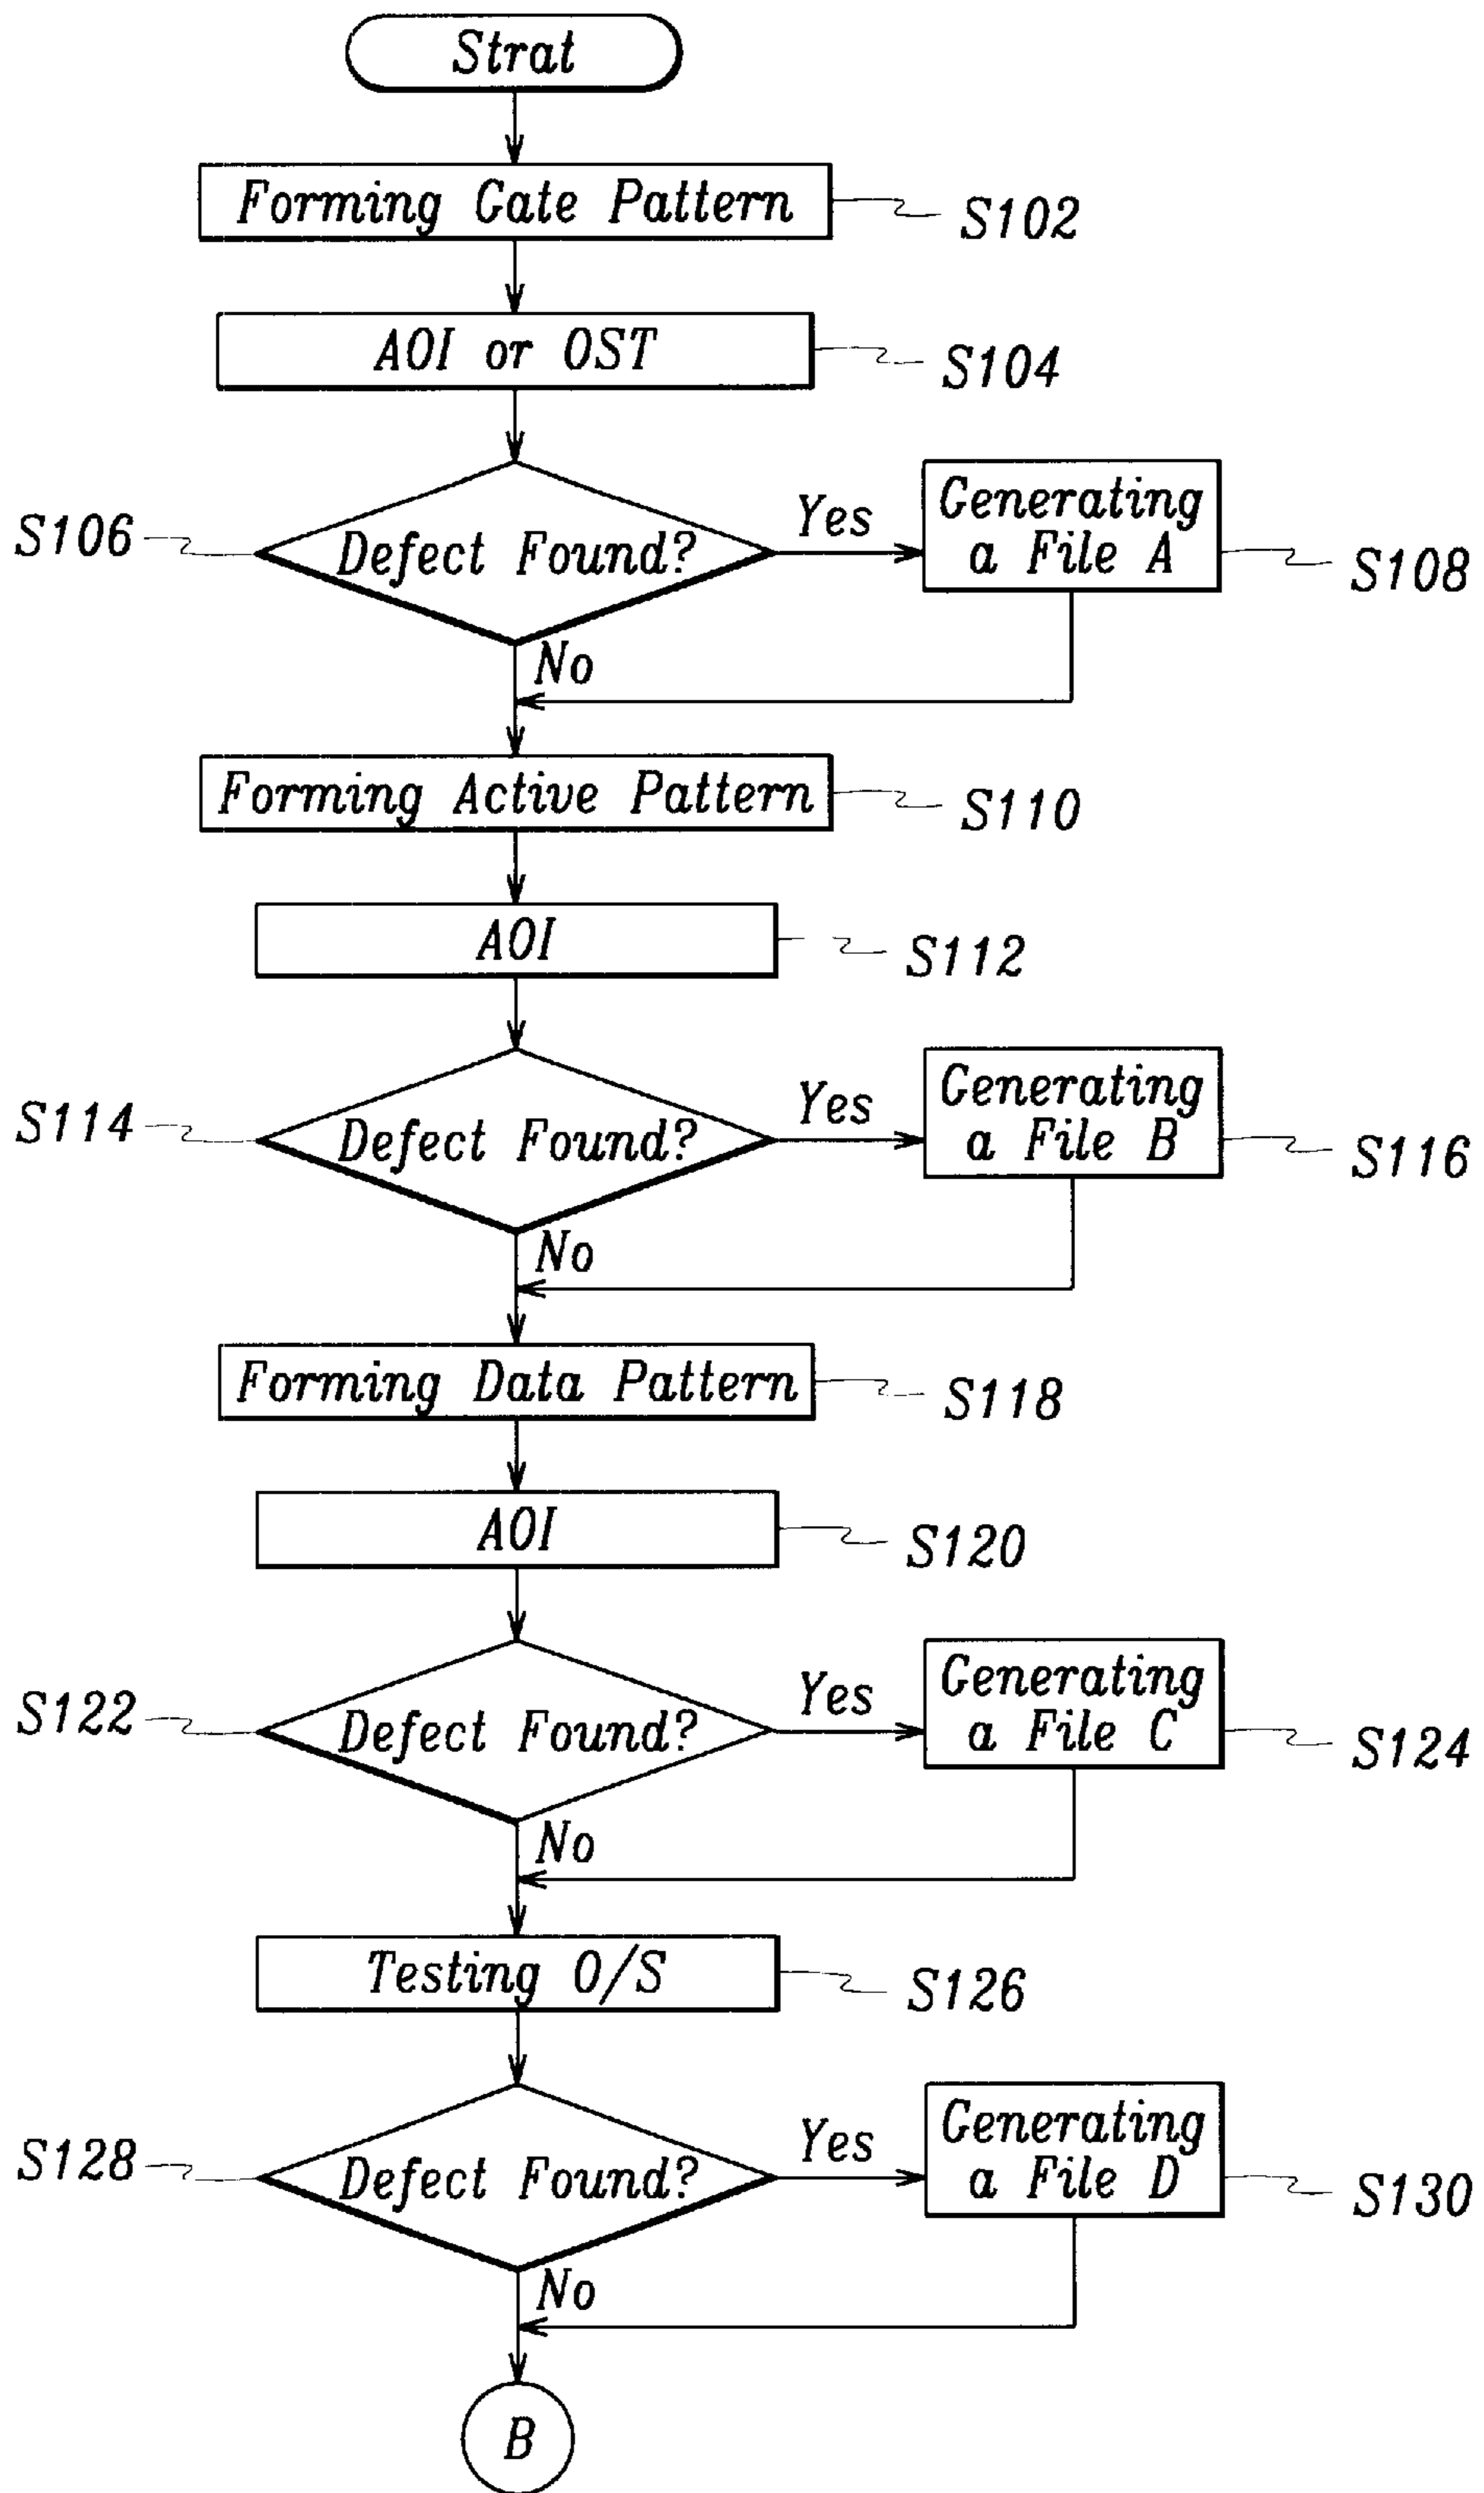 Strat
Forming Gate Pattern
S102
AOI or OST
S104
S106
Defect Found?
Yes
Generating
a File A
S108
No
Forming Active Pattern
S110
AOI
S112
S114
Defect Found?
Yes
Generating
a File B
S116
No
Forming Data Pattern
S118
AOI
S120
S122
Defect Found?
Yes
Generating
a File C
S124
No
Testing O/S
S126
S128
Defect Found?
Yes
Generating
a File D
S130
No
B